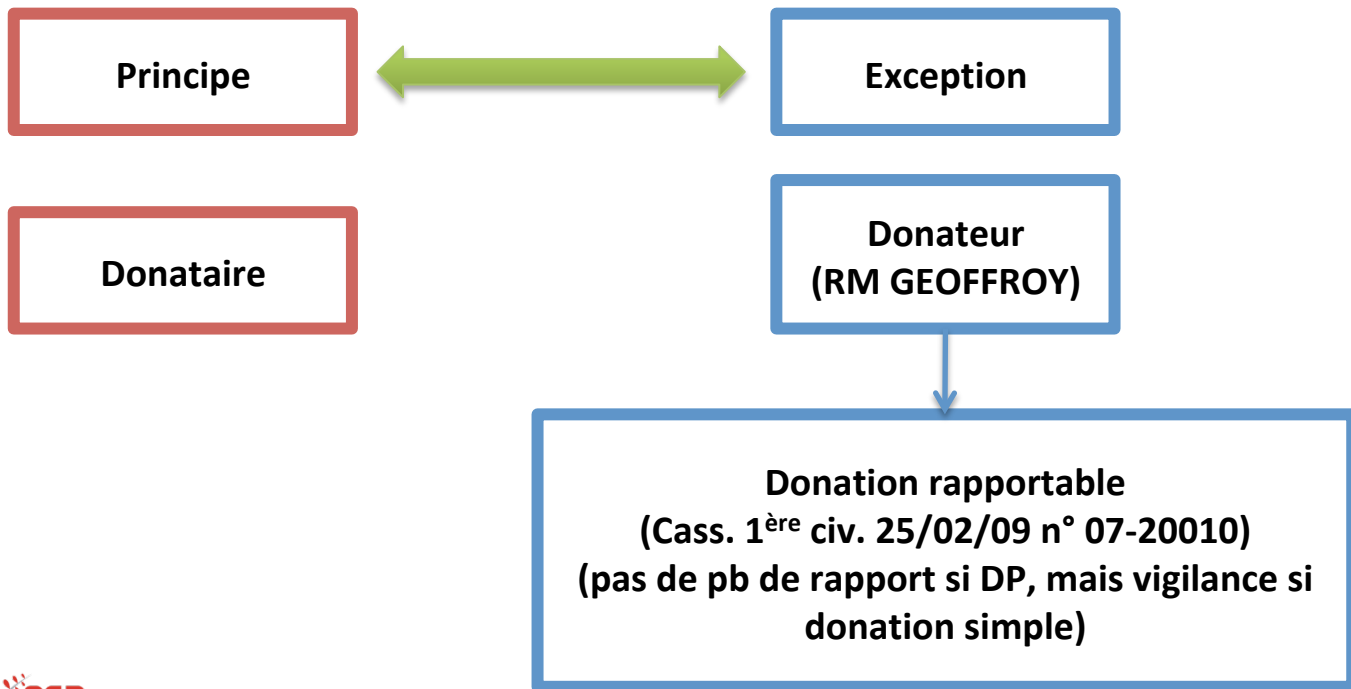 Principe
Exception
Donataire
Donateur
(RM GEOFFROY)
Donation rapportable
(Cass. 1ère civ. 25/02/09 n° 07-20010)
(pas de pb de rapport si DP, mais vigilance si
donation simple)